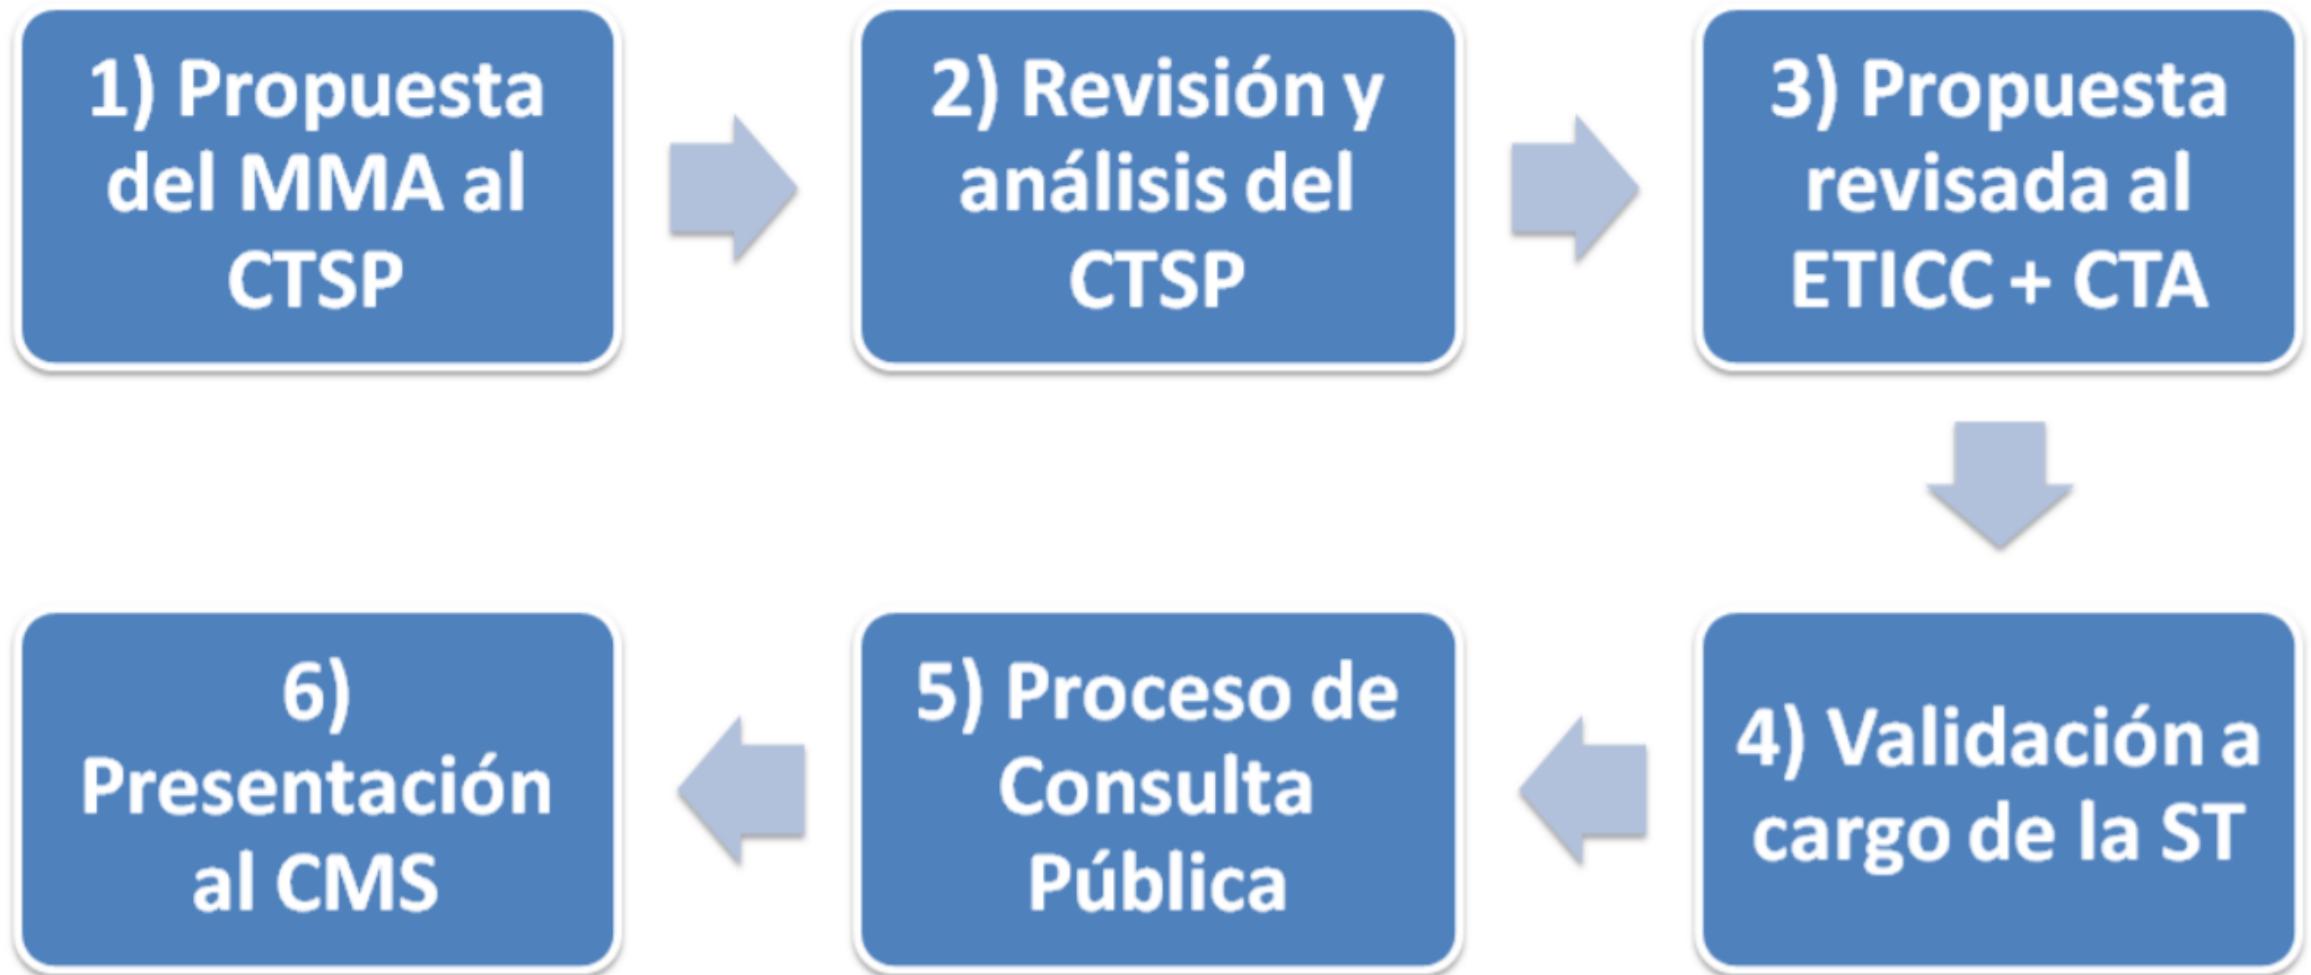 1) Propuesta
del MMA al
CTSP
2) Revisión y
análisis del
CTSP
3) Propuesta
revisada al
ETICC + CTA
4) Validación a
cargo de la ST
5) Proceso de
Consulta
Pública
6)
Presentación
al CMS